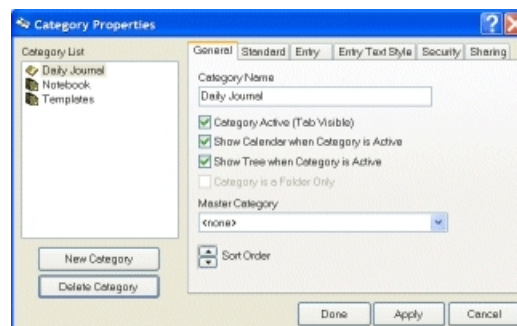 Category Properties
Category List
Daily Journal
Notebook
Templates
New Category
Delete Category
General Standard Entry Entry Text Style Security Sharing
Category Name
Daily Journal
Category Active (Tab Visible)
Show Calendar when Category is Active
Show Tree when Category is Active
Category is a Folder Only
Master Category
<none>
Sort Order
Done Apply Cancel